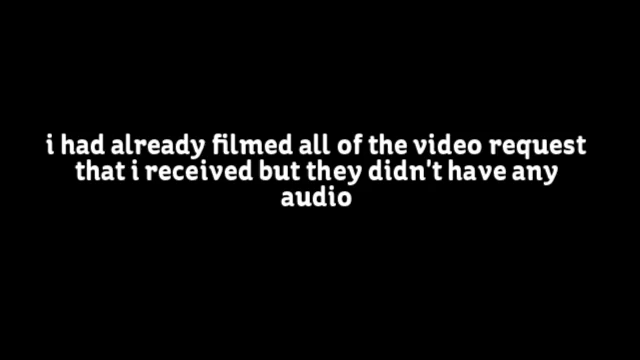 i had already filmed all of the video request
that i received but they didn't have any
audio